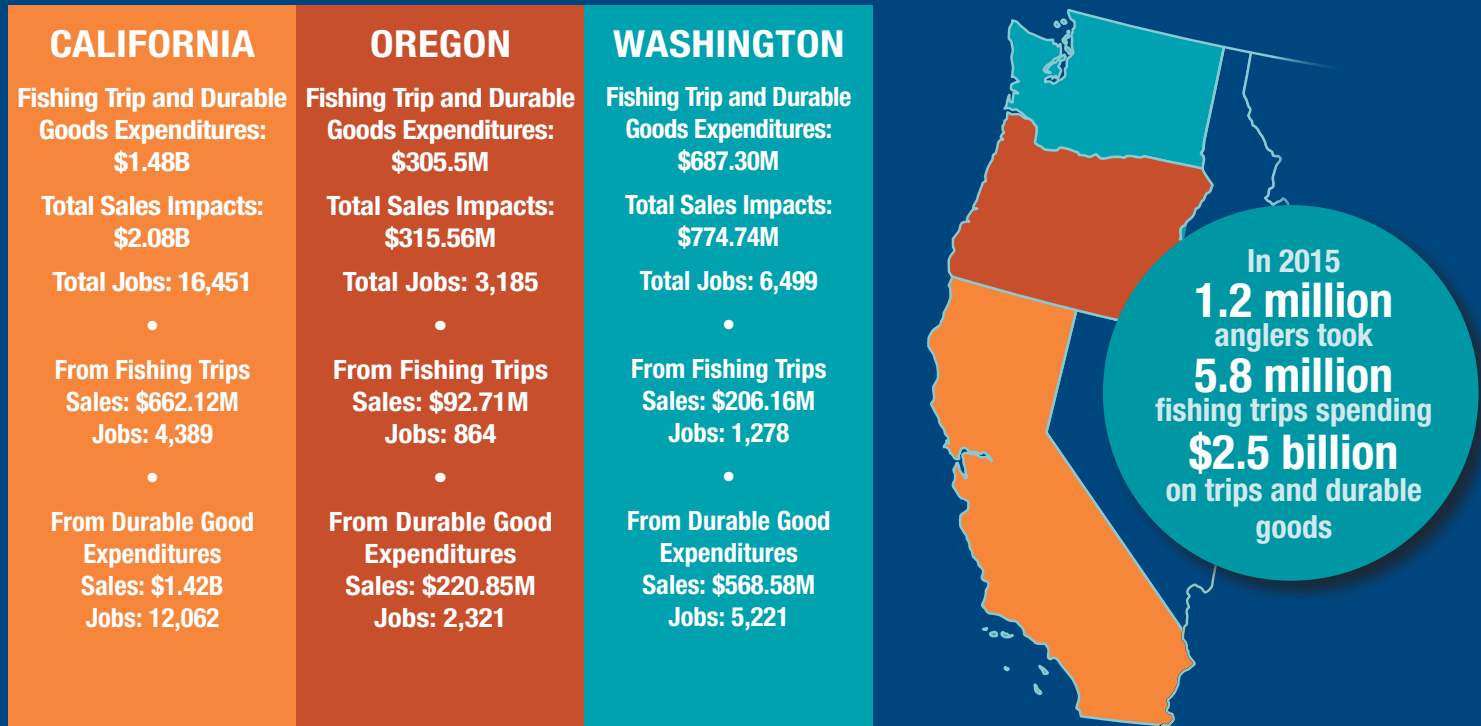 CALIFORNIA
Fishing Trip and Durable
Goods Expenditures:
$1.48B
Total Sales Impacts:
$2.08B
Total Jobs: 16,451
•
From Fishing Trips
Sales: $662.12M
Jobs: 4,389
•
From Durable Good
Expenditures
Sales: $1.42B
Jobs: 12,062
OREGON
Fishing Trip and Durable
Goods Expenditures:
$305.5M
Total Sales Impacts:
$315.56M
Total Jobs: 3,185
•
From Fishing Trips
Sales: $92.71M
Jobs: 864
•
From Durable Good
Expenditures
Sales: $220.85M
Jobs: 2,321
WASHINGTON
Fishing Trip and Durable
Goods Expenditures:
$687.30M
Total Sales Impacts:
$774.74M
Total Jobs: 6,499
•
From Fishing Trips
Sales: $206.16M
Jobs: 1,278
•
From Durable Good
Expenditures
Sales: $568.58M
Jobs: 5,221
In 2015
1.2 million
anglers took
5.8 million
fishing trips spending
$2.5 billion
on trips and durable
goods